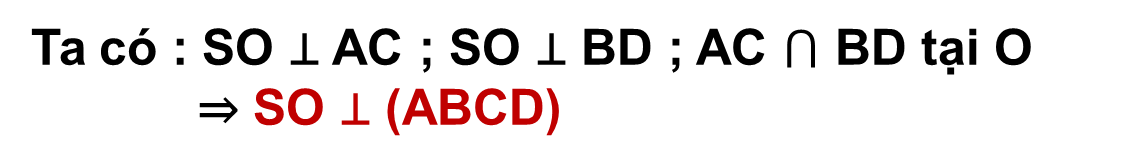 Ta có : SO ⊥ AC ; SO ⊥ BD ; AC ∩ BD tại O
⇒ SO ⊥ (ABCD)